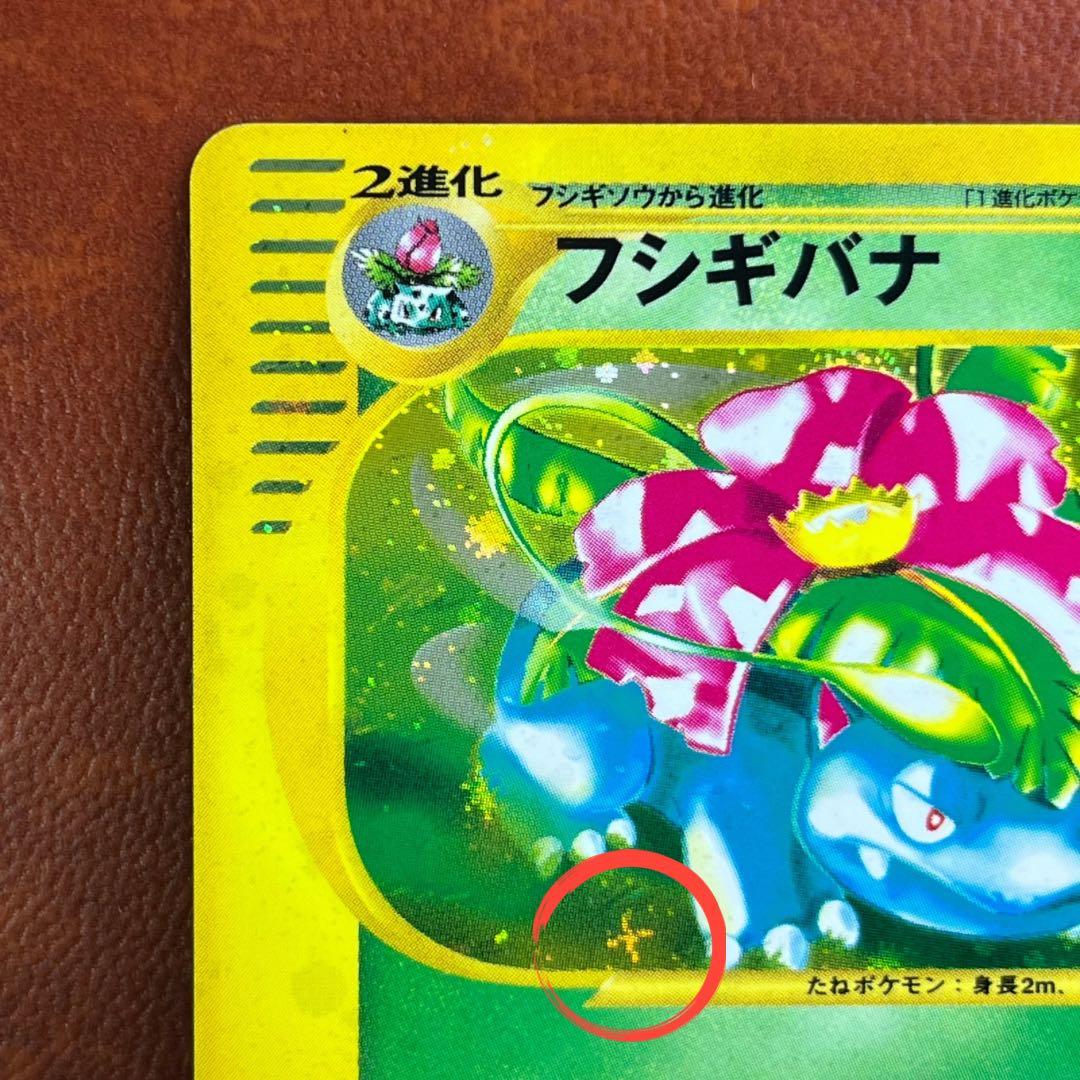 2進化
フシギソウから進化 「1進化ポケ
フシギバナ
たねポケモン：身長2m、